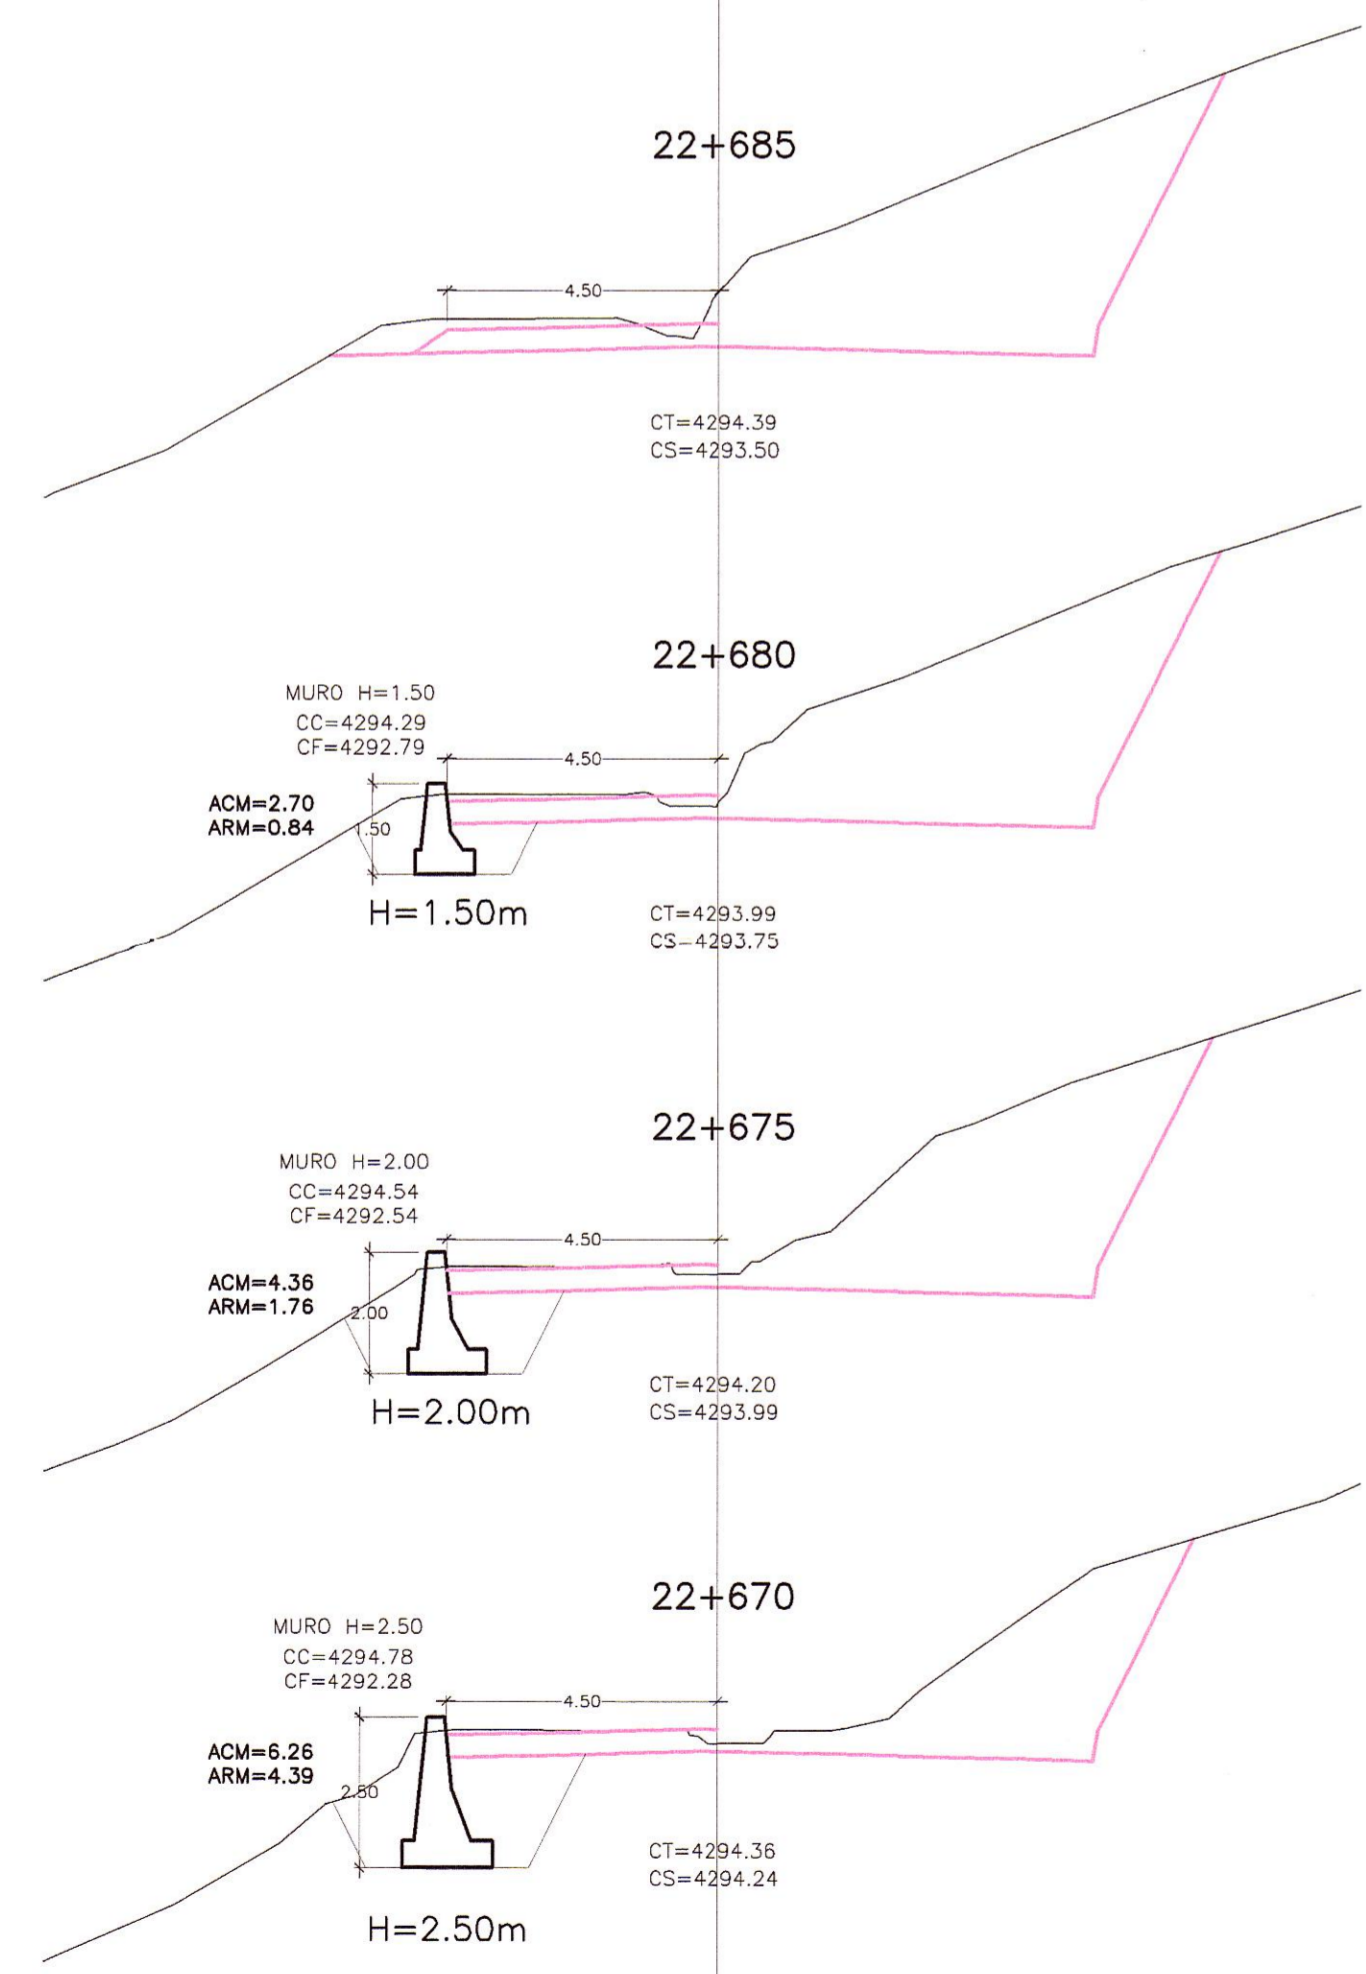 22+685
4.50
CT=4294.39
CS=4293.50
22+680
MURO H=1.50
CC=4294.29
CF=4292.79
4.50
ACM=2.70
ARM=0.84
1.50
H=1.50m
CT=4293.99
CS=4293.75
22+675
MURO H=2.00
CC=4294.54
CF=4292.54
4.50
ACM=4.36
ARM=1.76
2.00
H=2.00m
CT=4294.20
CS=4293.99
22+670
MURO H=2.50
CC=4294.78
CF=4292.28
4.50
ACM=6.26
ARM=4.39
2.50
H=2.50m
CT=4294.36
CS=4294.24